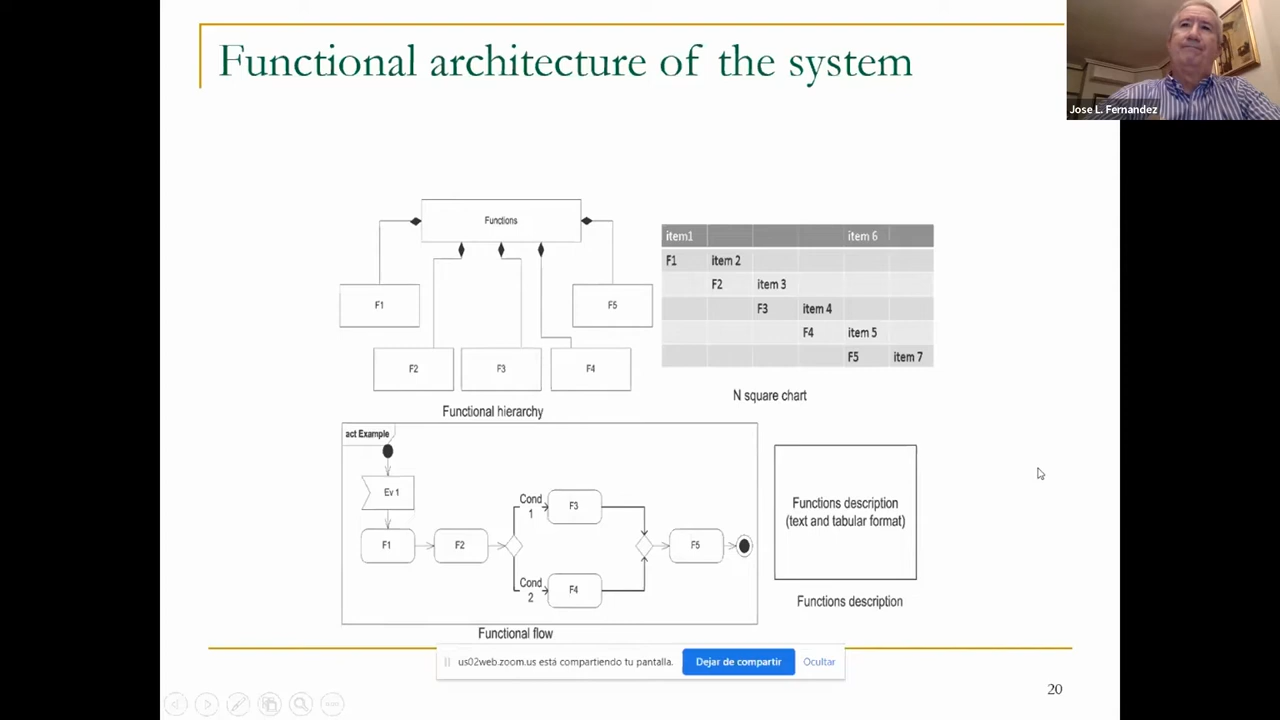 Functional architecture of the system
Jose L. Fernandez
Functions
F1
F5
F2
F3
F4
Functional hierarchy
item1 item 6
F1 item 2
F2 item 3
F3 item 4
F4 item 5
F5 item 7
N square chart
act Example
Ev 1
F1
F2
Cond
1
F3
Cond
2
F4
F5
Functional flow
Functions description
(text and tabular format)
Functions description
us02web.zoom.us está compartiendo tu pantalla.
Dejar de compartir
Ocultar
20